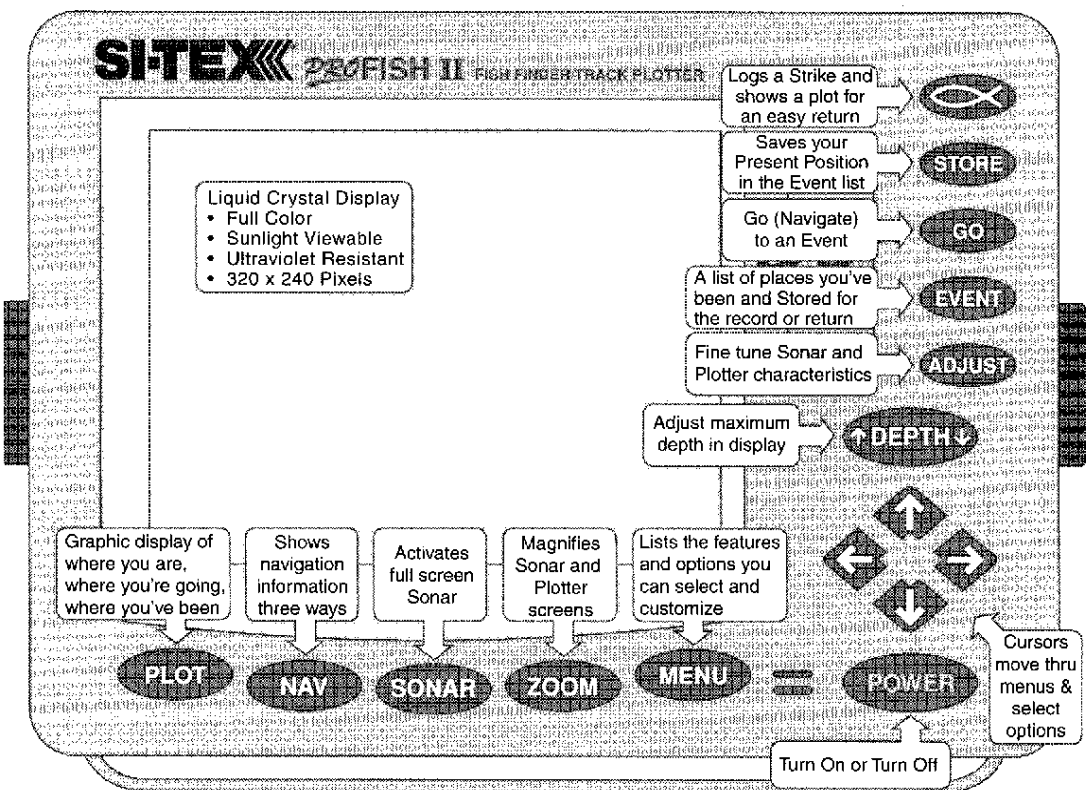 SI-TEX PROFISH II FISH FINDER TRACK PLOTTER
Logs a Strike and
shows a plot for
an easy return
Saves your
Present Position
in the Event list
STORE
Go (Navigate)
to an Event
GO
A list of places you've
been and Stored for
the record or return
EVENT
Fine tune Sonar and
Plotter characteristics
ADJUST
Adjust maximum
depth in display
↑ DEPTH ↓
Liquid Crystal Display
• Full Color
• Sunlight Viewable
• Ultraviolet Resistant
• 320 x 240 Pixels
Graphic display of
where you are,
where you're going,
where you've been
Shows
navigation
information
three ways
Activates
full screen
Sonar
Magnifies
Sonar and
Plotter
screens
Lists the features
and options you
can select and
customize
Cursors
move thru
menus &
select
options
PLOT
NAV
SONAR
ZOOM
MENU
POWER
Turn On or Turn Off